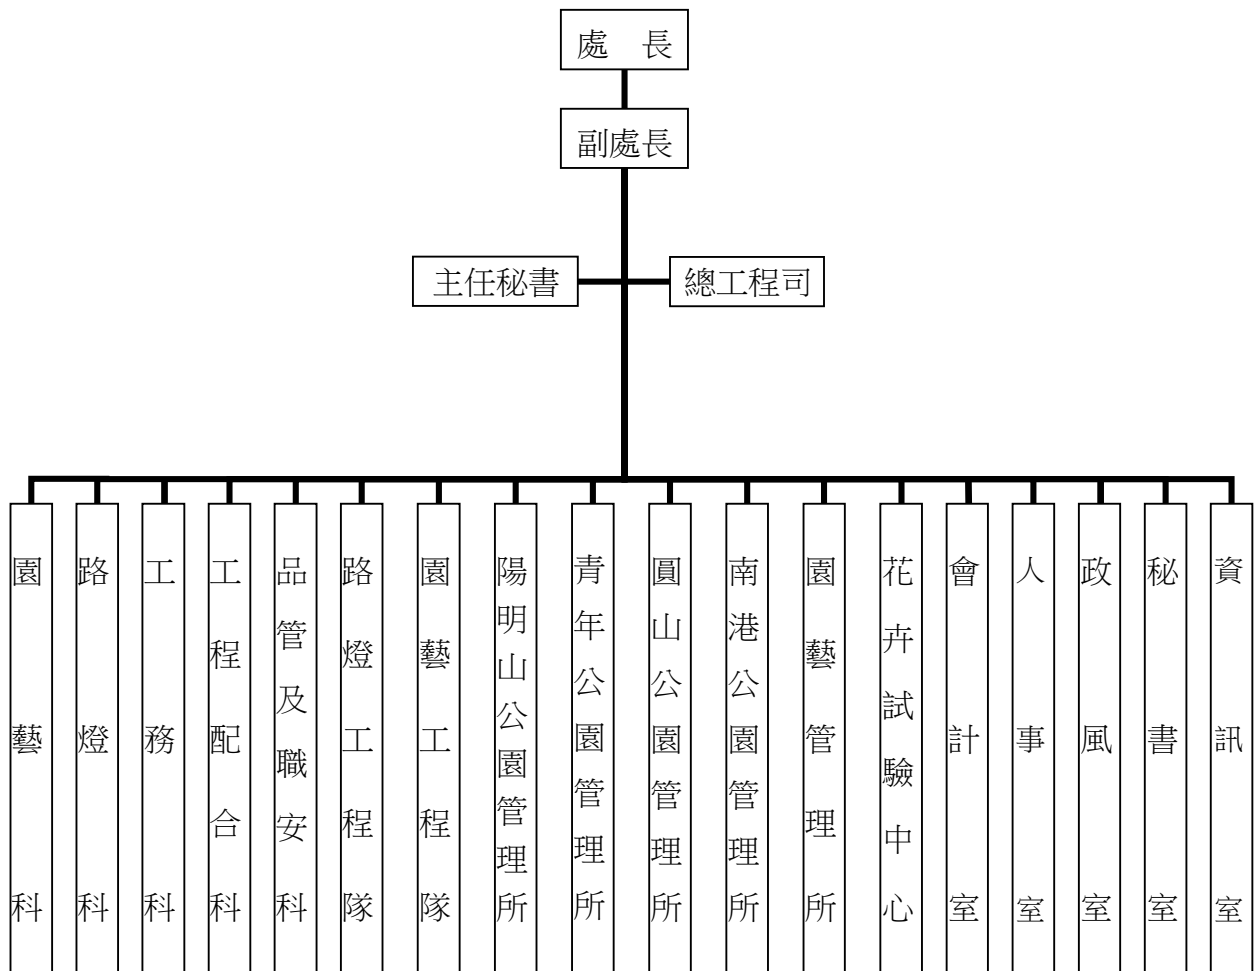 處　長
副處長
主任秘書
總工程司
園藝科
路燈科
工務科
工程配合科
品管及職安科
路燈工程隊
園藝工程隊
陽明山公園管理所
青年公園管理所
圓山公園管理所
南港公園管理所
園藝管理所
花卉試驗中心
會計室
人事室
政風室
秘書室
資訊室